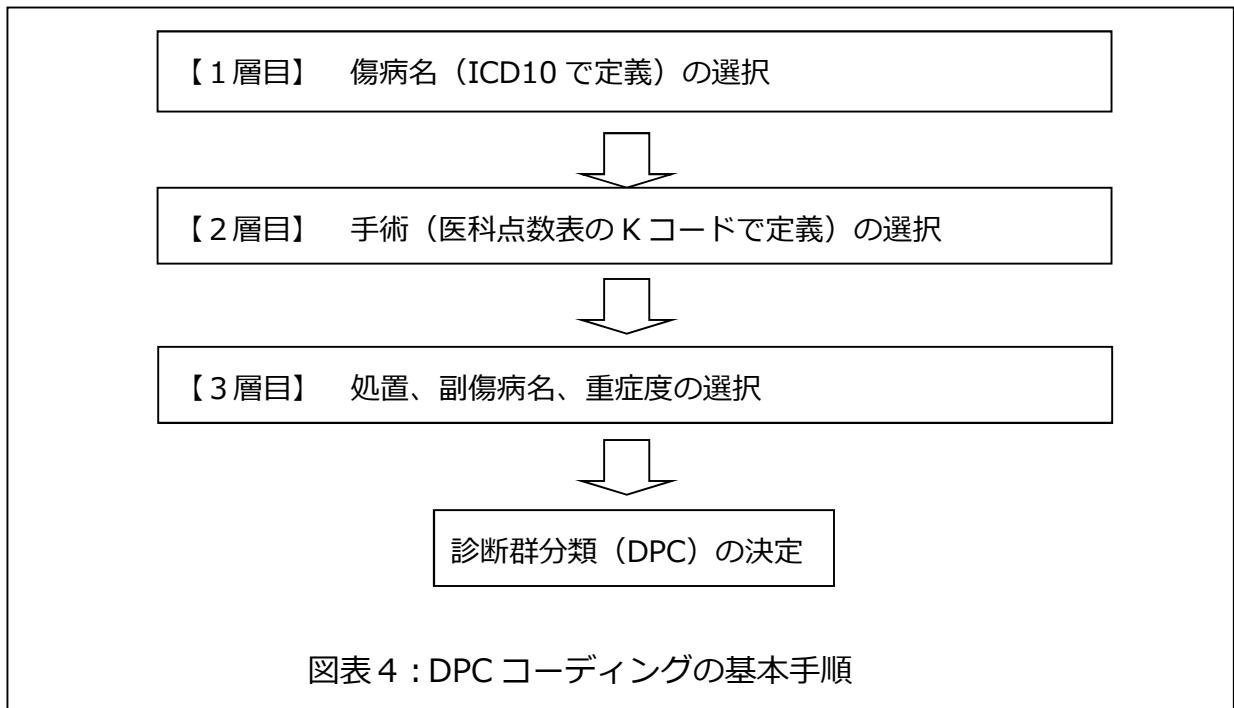 【１層目】　傷病名（ICD10 で定義）の選択
【２層目】　手術（医科点数表の K コードで定義）の選択
【３層目】　処置、副傷病名、重症度の選択
診断群分類（DPC）の決定
図表４：DPC コーディングの基本手順